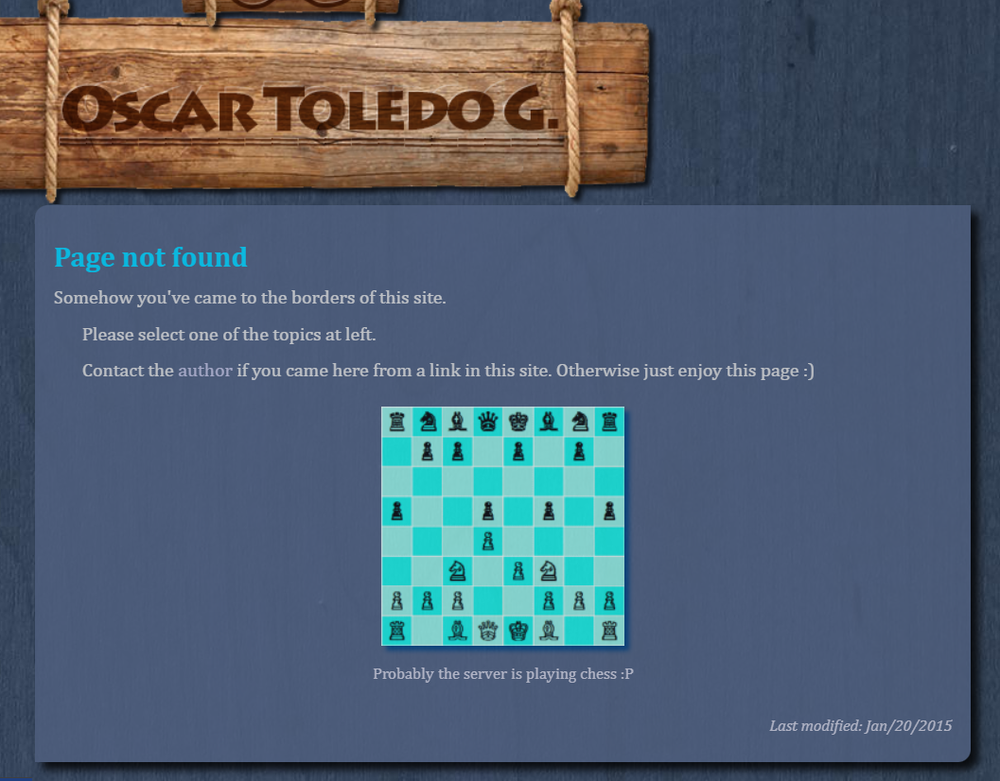 OSCAR TOLEDO G.
Page not found
Somehow you've came to the borders of this site.
Please select one of the topics at left.
Contact the author if you came here from a link in this site. Otherwise just enjoy this page :)
Probably the server is playing chess :P
Last modified: Jan/20/2015